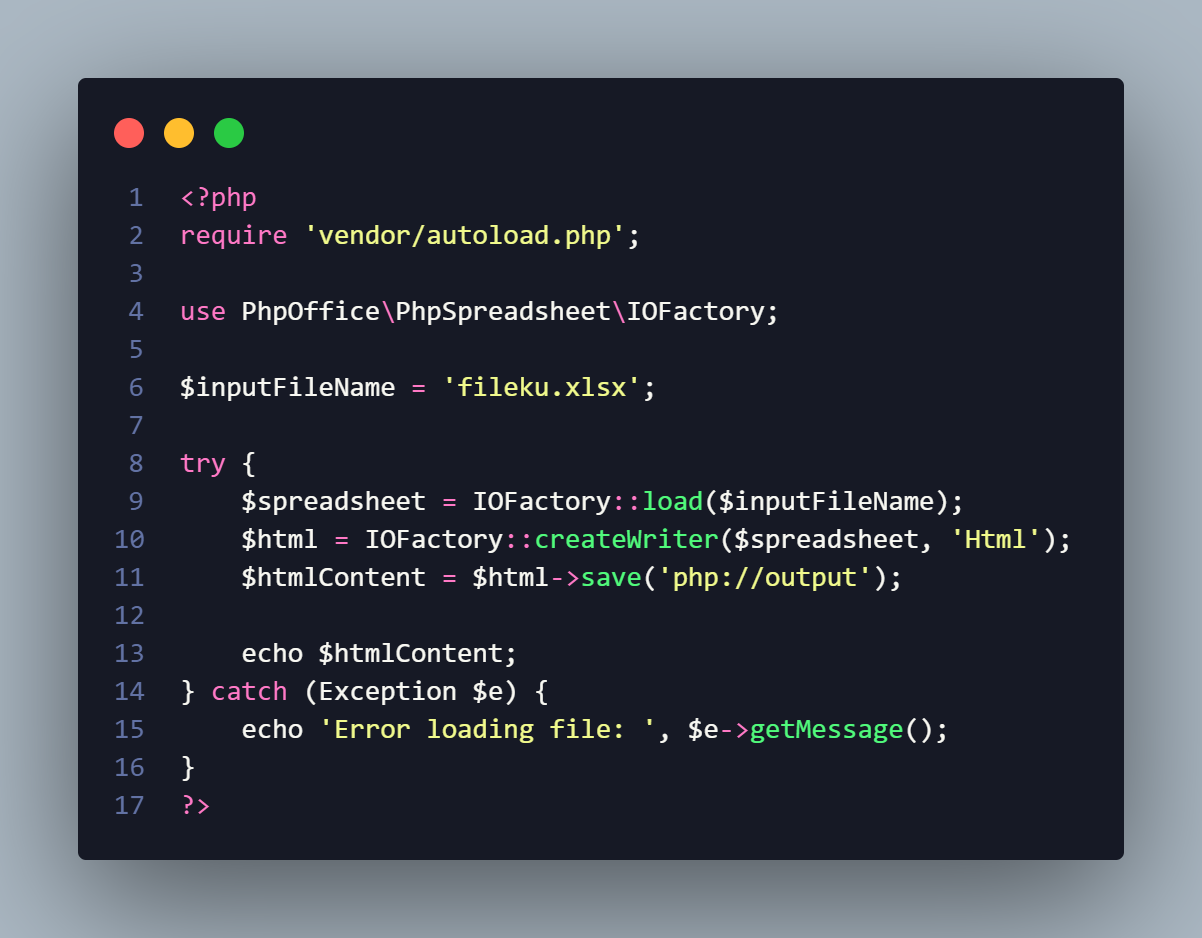 1 <?php
2 require 'vendor/autoload.php';
3
4 use PhpOffice\PhpSpreadsheet\IOFactory;
5
6 $inputFileName = 'fileku.xlsx';
7
8 try {
9     $spreadsheet = IOFactory::load($inputFileName);
10     $html = IOFactory::createWriter($spreadsheet, 'Html');
11     $htmlContent = $html->save('php://output');
12
13     echo $htmlContent;
14 } catch (Exception $e) {
15     echo 'Error loading file: ', $e->getMessage();
16 }
17 ?>